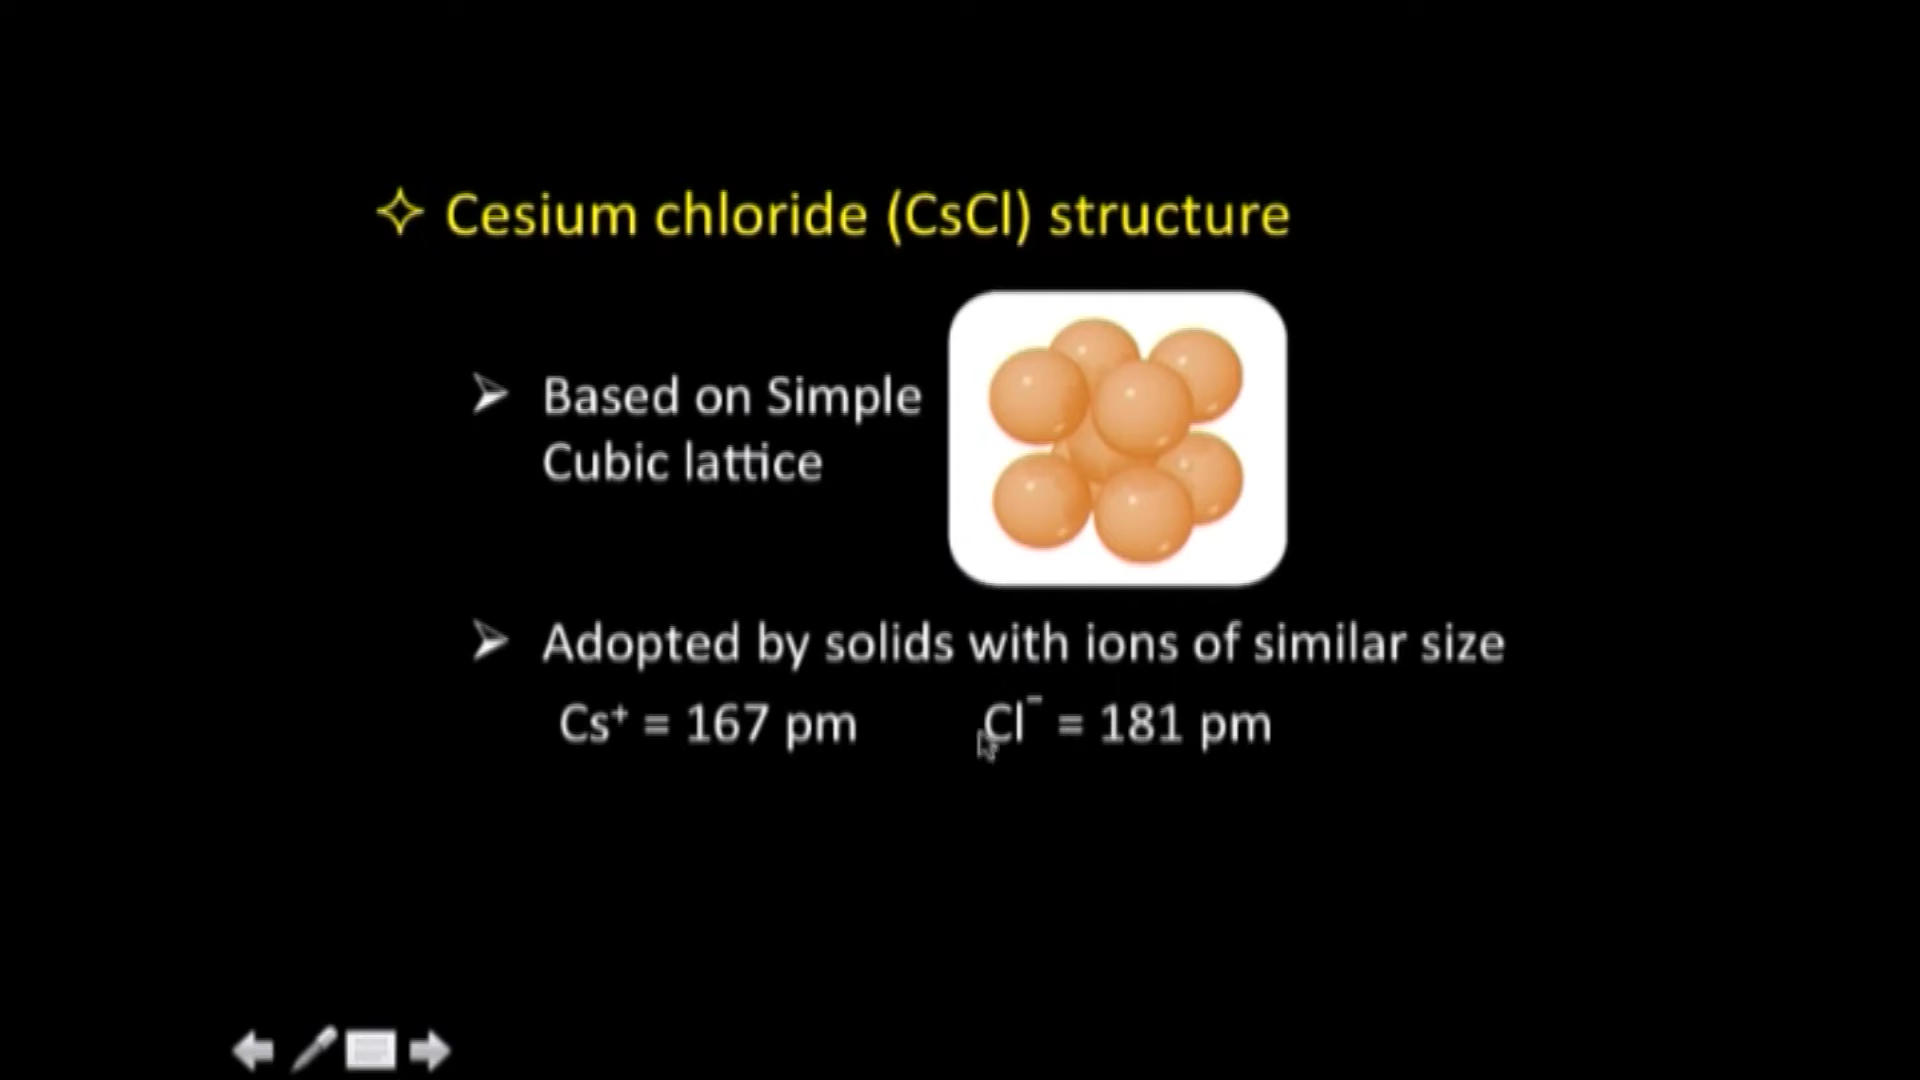 ✧ Cesium chloride (CsCl) structure
➢ Based on Simple
Cubic lattice
➢ Adopted by solids with ions of similar size
Cs⁺ = 167 pm Cl⁻ = 181 pm